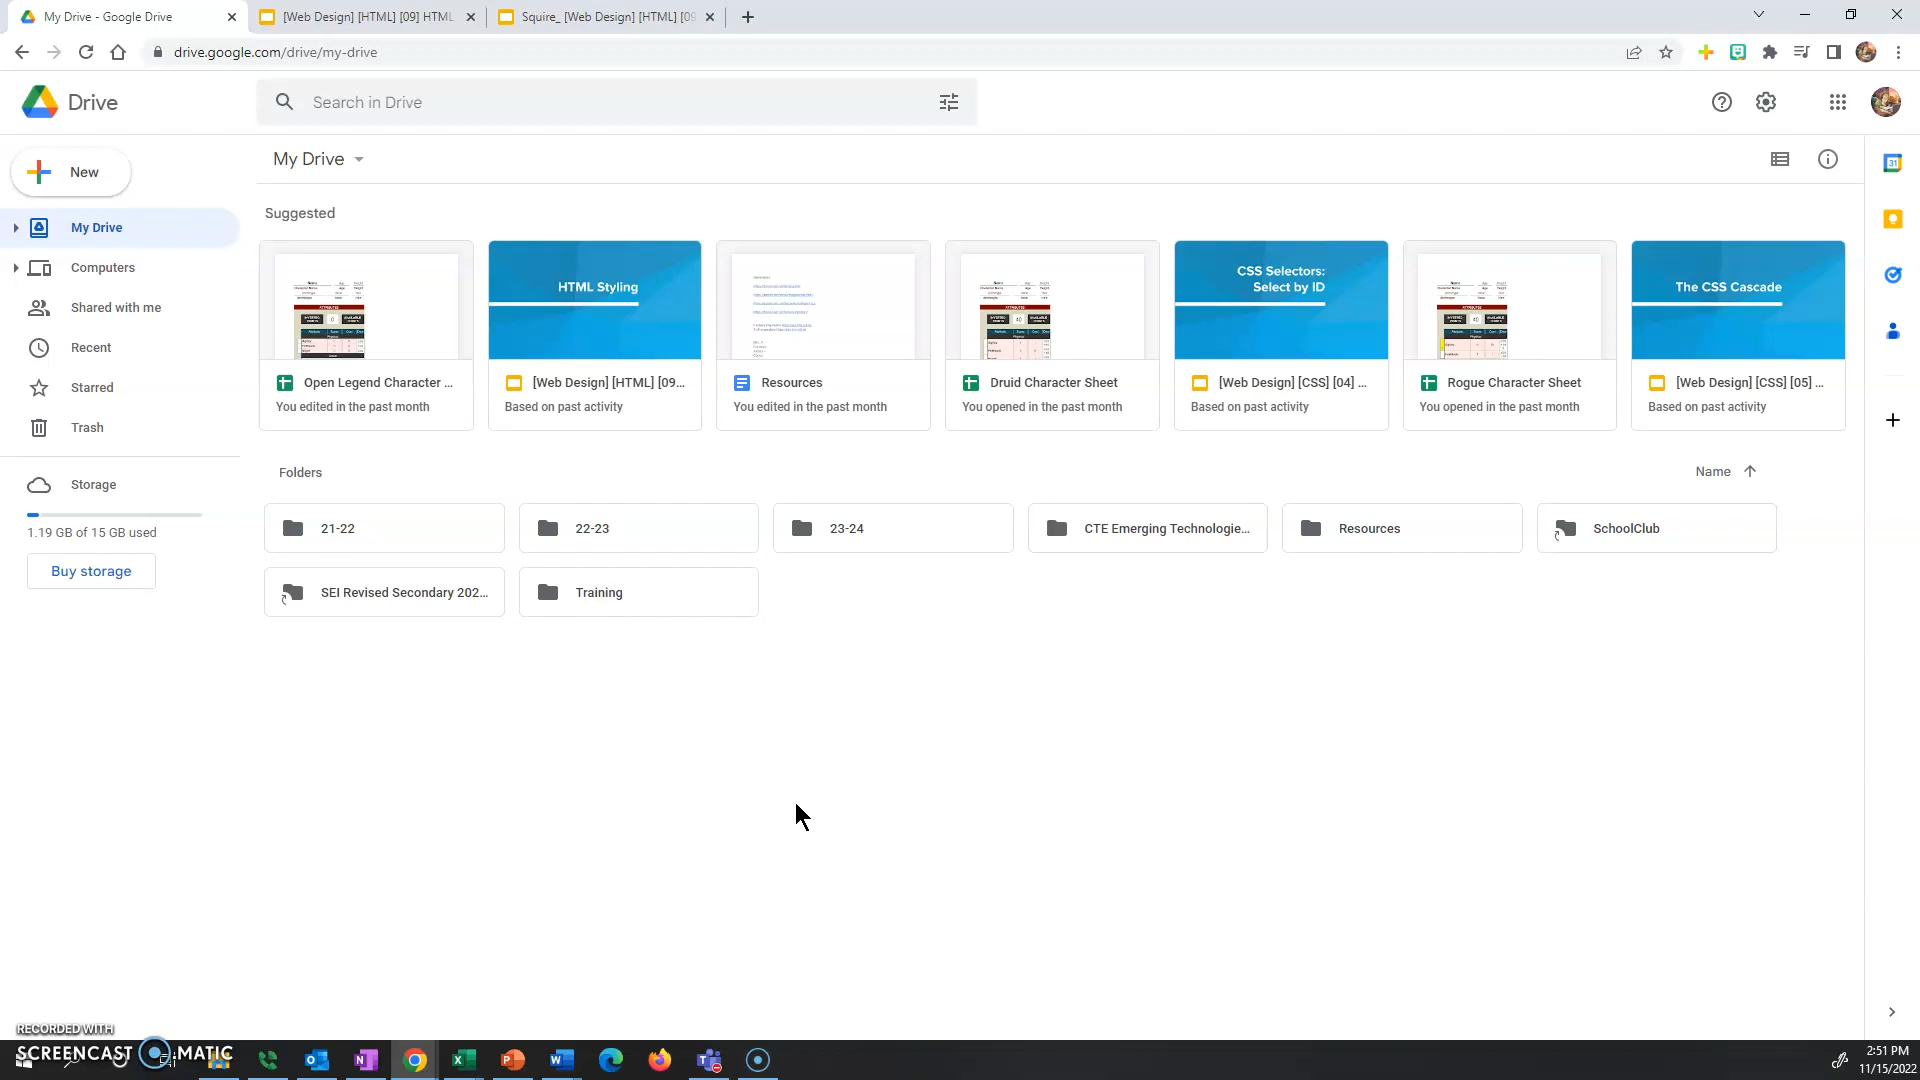 My Drive - Google Drive
[Web Design] [HTML] [09] HTML
Squire_ [Web Design] [HTML] [09
drive.google.com/drive/my-drive
Drive
Search in Drive
New
My Drive
My Drive
Computers
Shared with me
Recent
Starred
Trash
Storage
1.19 GB of 15 GB used
Buy storage
Suggested
HTML Styling
CSS Selectors:
Select by ID
The CSS Cascade
Open Legend Character ...
You edited in the past month
[Web Design] [HTML] [09...
Based on past activity
Resources
You edited in the past month
Druid Character Sheet
You opened in the past month
[Web Design] [CSS] [04] ...
Based on past activity
Rogue Character Sheet
You opened in the past month
[Web Design] [CSS] [05] ...
Based on past activity
Folders
Name
21-22
22-23
23-24
CTE Emerging Technologie...
Resources
SchoolClub
SEI Revised Secondary 202...
Training
31
RECORDED WITH
SCREENCAST MATIC
2:51 PM
11/15/2022